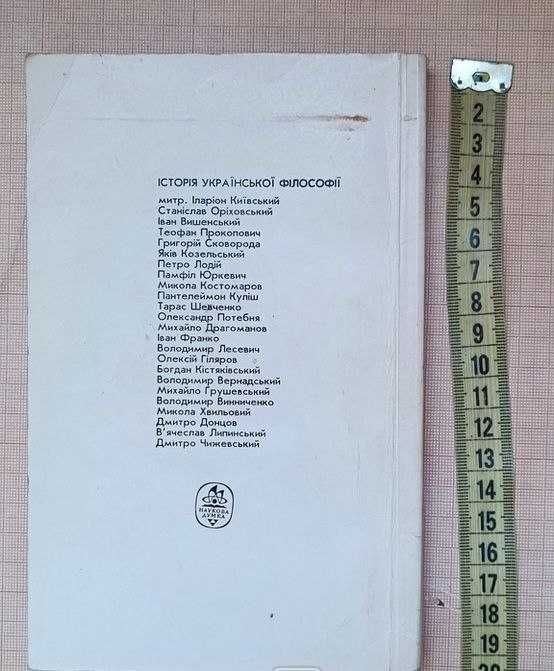 ІСТОРІЯ УКРАЇНСЬКОЇ ФІЛОСОФІЇ
митр. Іларіон Київський
Станіслав Оріховський
Іван Вишенський
Теофан Прокопович
Григорій Сковорода
Яків Козельський
Петро Лодій
Памфіл Юркевич
Микола Костомаров
Пантелеймон Куліш
Тарас Шевченко
Олександр Потебня
Михайло Драгоманов
Іван Франко
Володимир Лесевич
Олексій Гіляров
Богдан Кістяківський
Володимир Вернадський
Михайло Грушевський
Володимир Винниченко
Микола Хвильовий
Дмитро Донцов
В'ячеслав Липинський
Дмитро Чижевський
НАУКОВА
ДУМКА
2
3
4
5
6
7
8
9
10
11
12
13
14
15
16
17
18
19